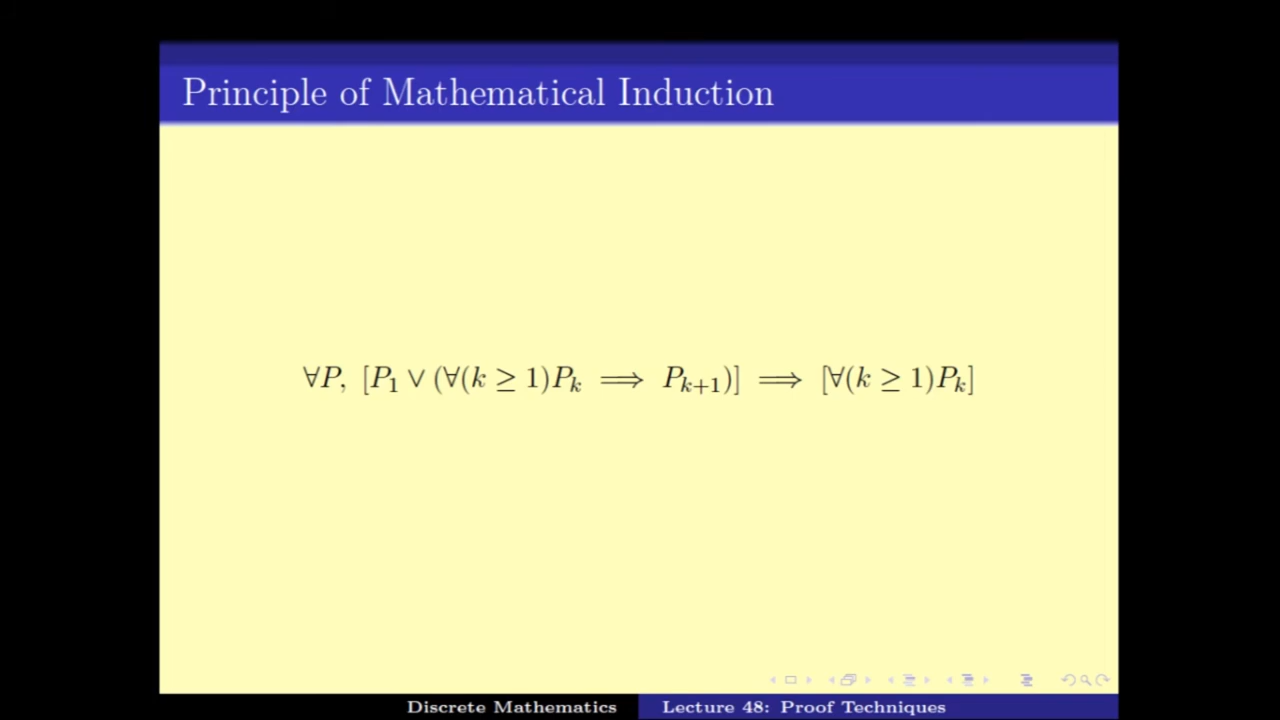 Principle of Mathematical Induction
∀P, [P₁ ∨ (∀(k ≥ 1)Pₖ ⟹ Pₖ₊₁)] ⟹ [∀(k ≥ 1)Pₖ]
Discrete Mathematics Lecture 48: Proof Techniques